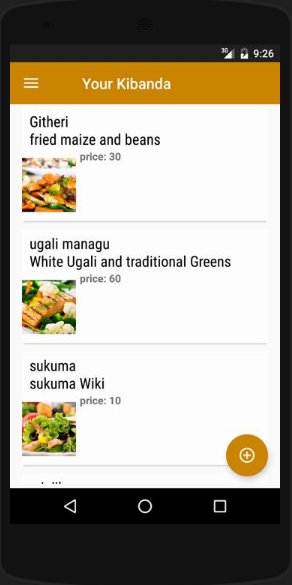 3G 9:26
Your Kibanda
Githeri
fried maize and beans
price: 30
ugali managu
White Ugali and traditional Greens
price: 60
sukuma
sukuma Wiki
price: 10